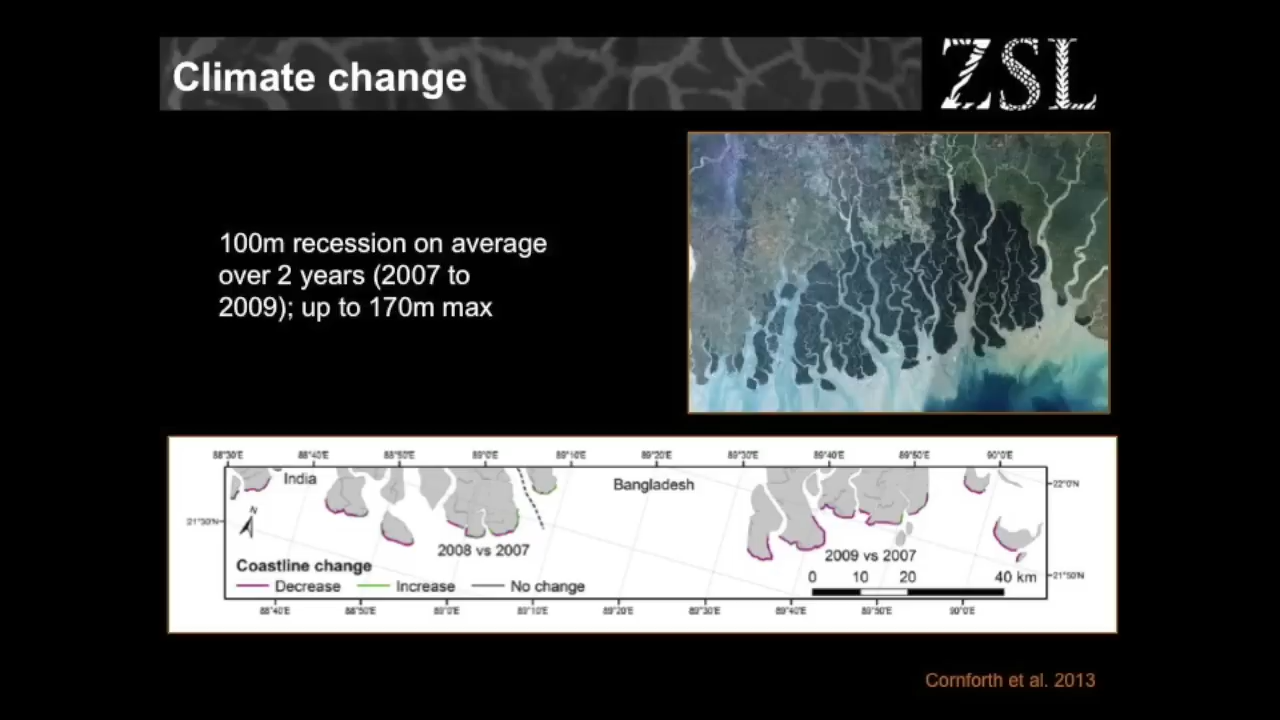 Climate change
ZSL
100m recession on average
over 2 years (2007 to
2009); up to 170m max
88°30'E 88°40'E 88°50'E 89°0'E 89°10'E 89°20'E 89°30'E 89°40'E 89°50'E 90°0'E
India
Bangladesh
22°0'N
N
21°30'N
2008 vs 2007
2009 vs 2007
Coastline change
0 10 20 40 km
21°50'N
Decrease Increase No change
88°40'E 88°50'E 89°0'E 89°10'E 89°20'E 89°30'E 89°40'E 89°50'E 90°0'E
Cornforth et al. 2013